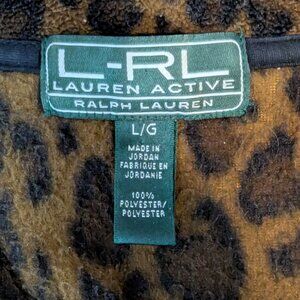 L-RL
LAUREN ACTIVE
RALPH LAUREN
L/G
MADE IN
JORDAN
FABRIQUE EN
JORDANIE
100%
POLYESTER/
POLYESTER